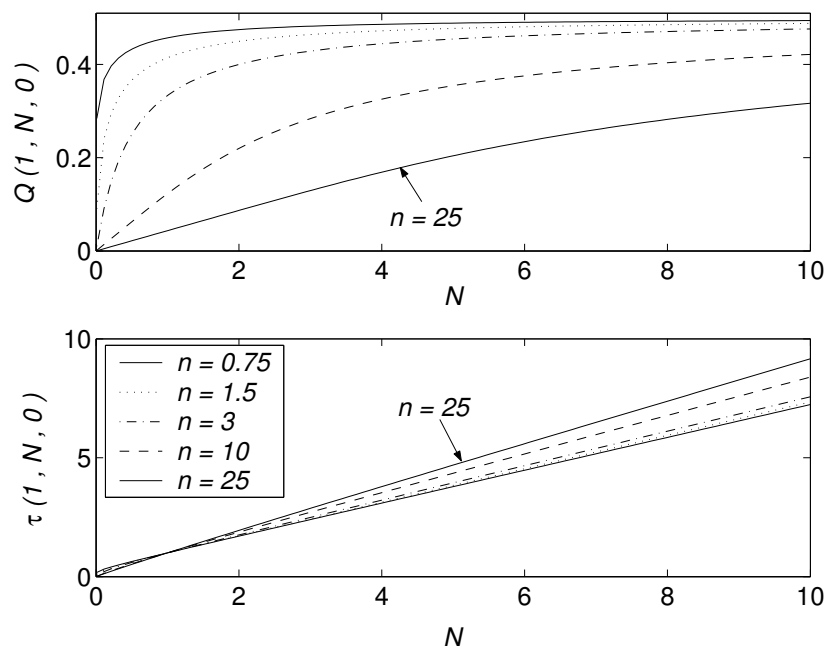 Q ( 1 , N , 0 )
0.4
0.2
0
n = 25
0 2 4 6 8 10
N
τ ( 1 , N , 0 )
10
5
0
n = 0.75
n = 1.5
n = 3
n = 10
n = 25
n = 25
0 2 4 6 8 10
N